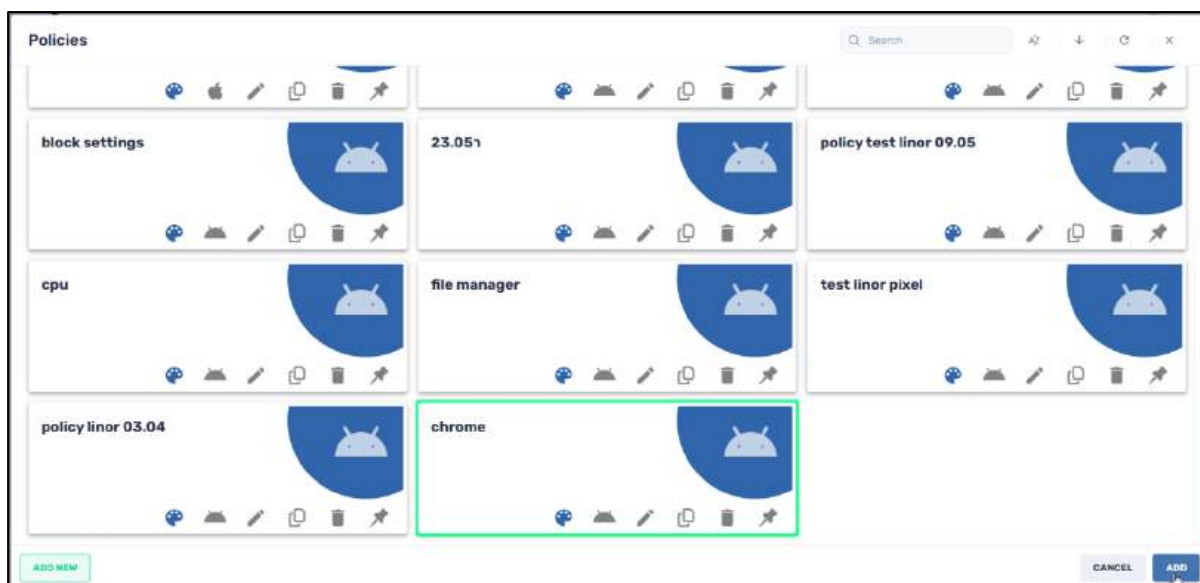 Policies
Search
block settings
23.05ר
policy test linor 09.05
cpu
file manager
test linor pixel
policy linor 03.04
chrome
ADD NEW
CANCEL
ADD